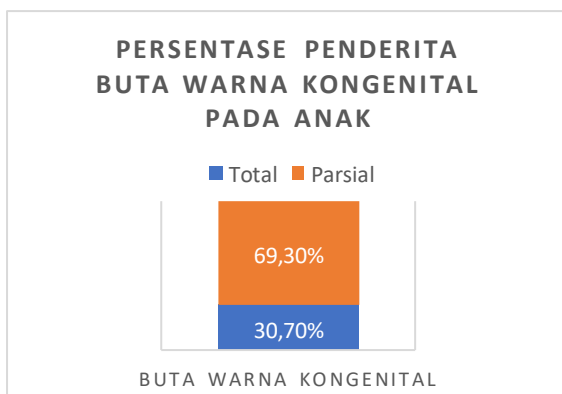 PERSENTASE PENDERITA
BUTA WARNA KONGENITAL
PADA ANAK
Total Parsial
69,30%
30,70%
BUTA WARNA KONGENITAL